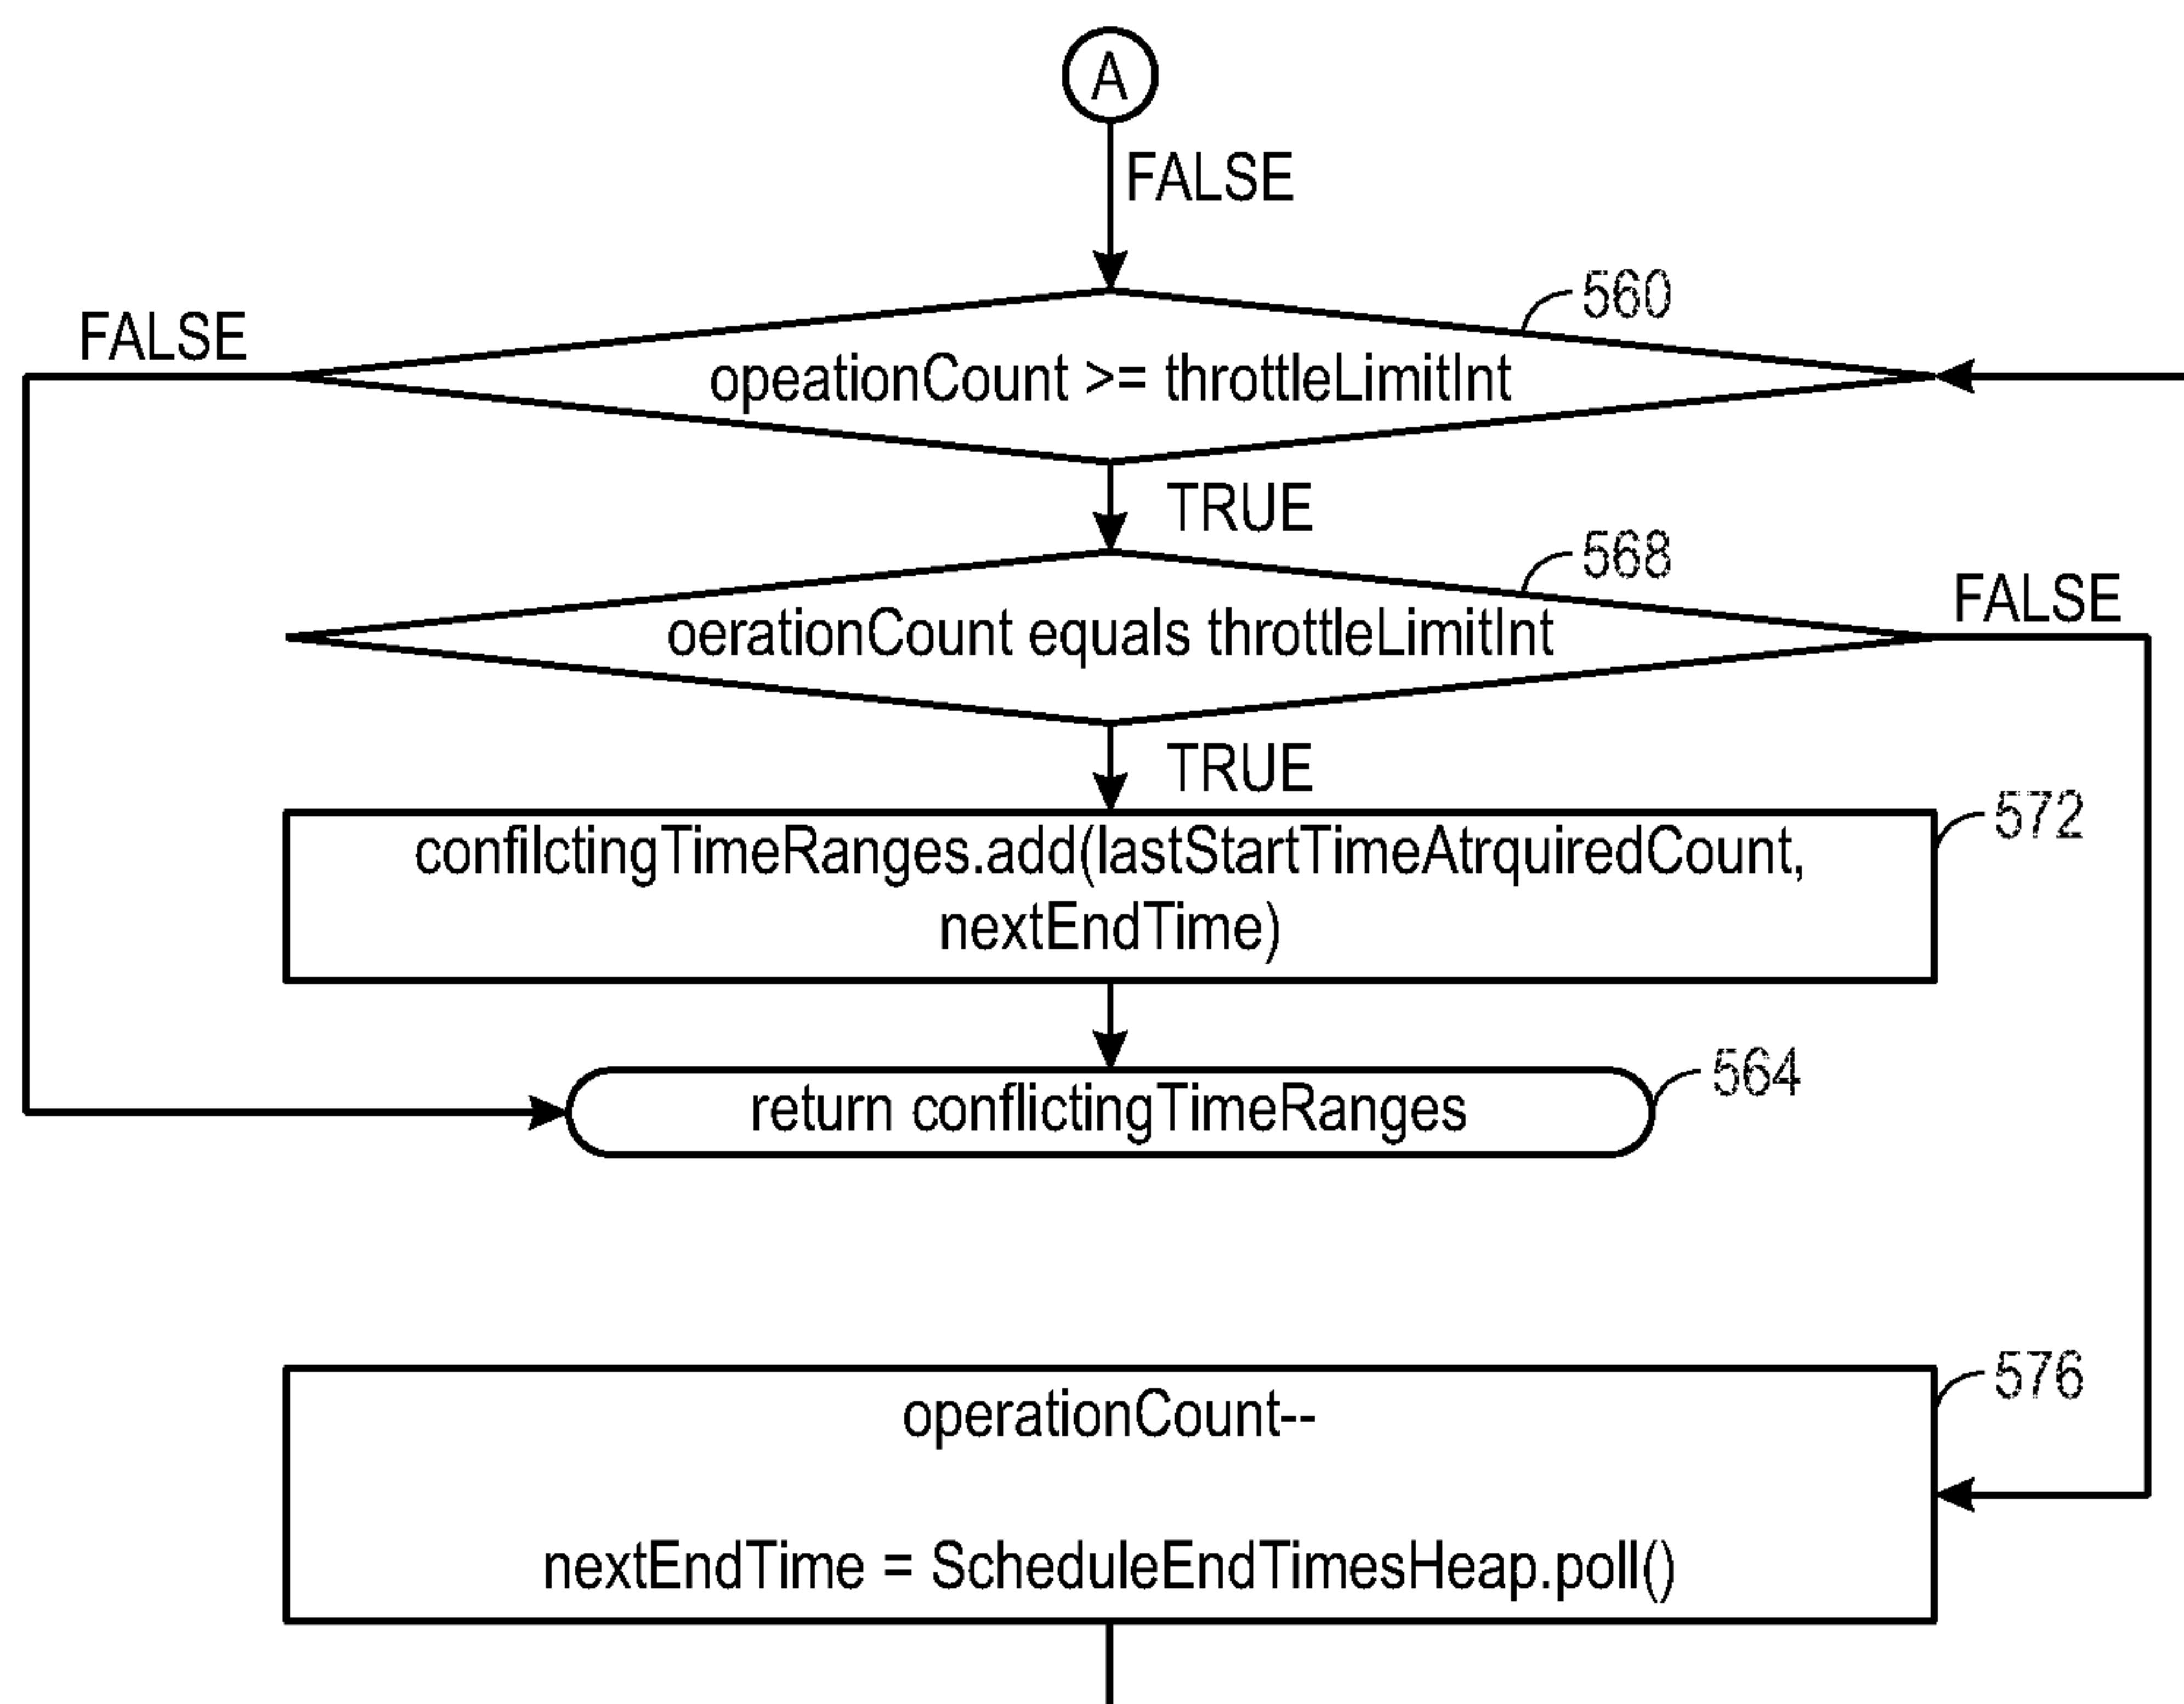 A
FALSE
560
FALSE
opeationCount >= throttleLimitInt
TRUE
568
FALSE
oerationCount equals throttleLimitInt
TRUE
572
confilctingTimeRanges.add(lastStartTimeAtrquiredCount,
nextEndTime)
564
return conflictingTimeRanges
576
operationCount--
nextEndTime = ScheduleEndTimesHeap.poll()